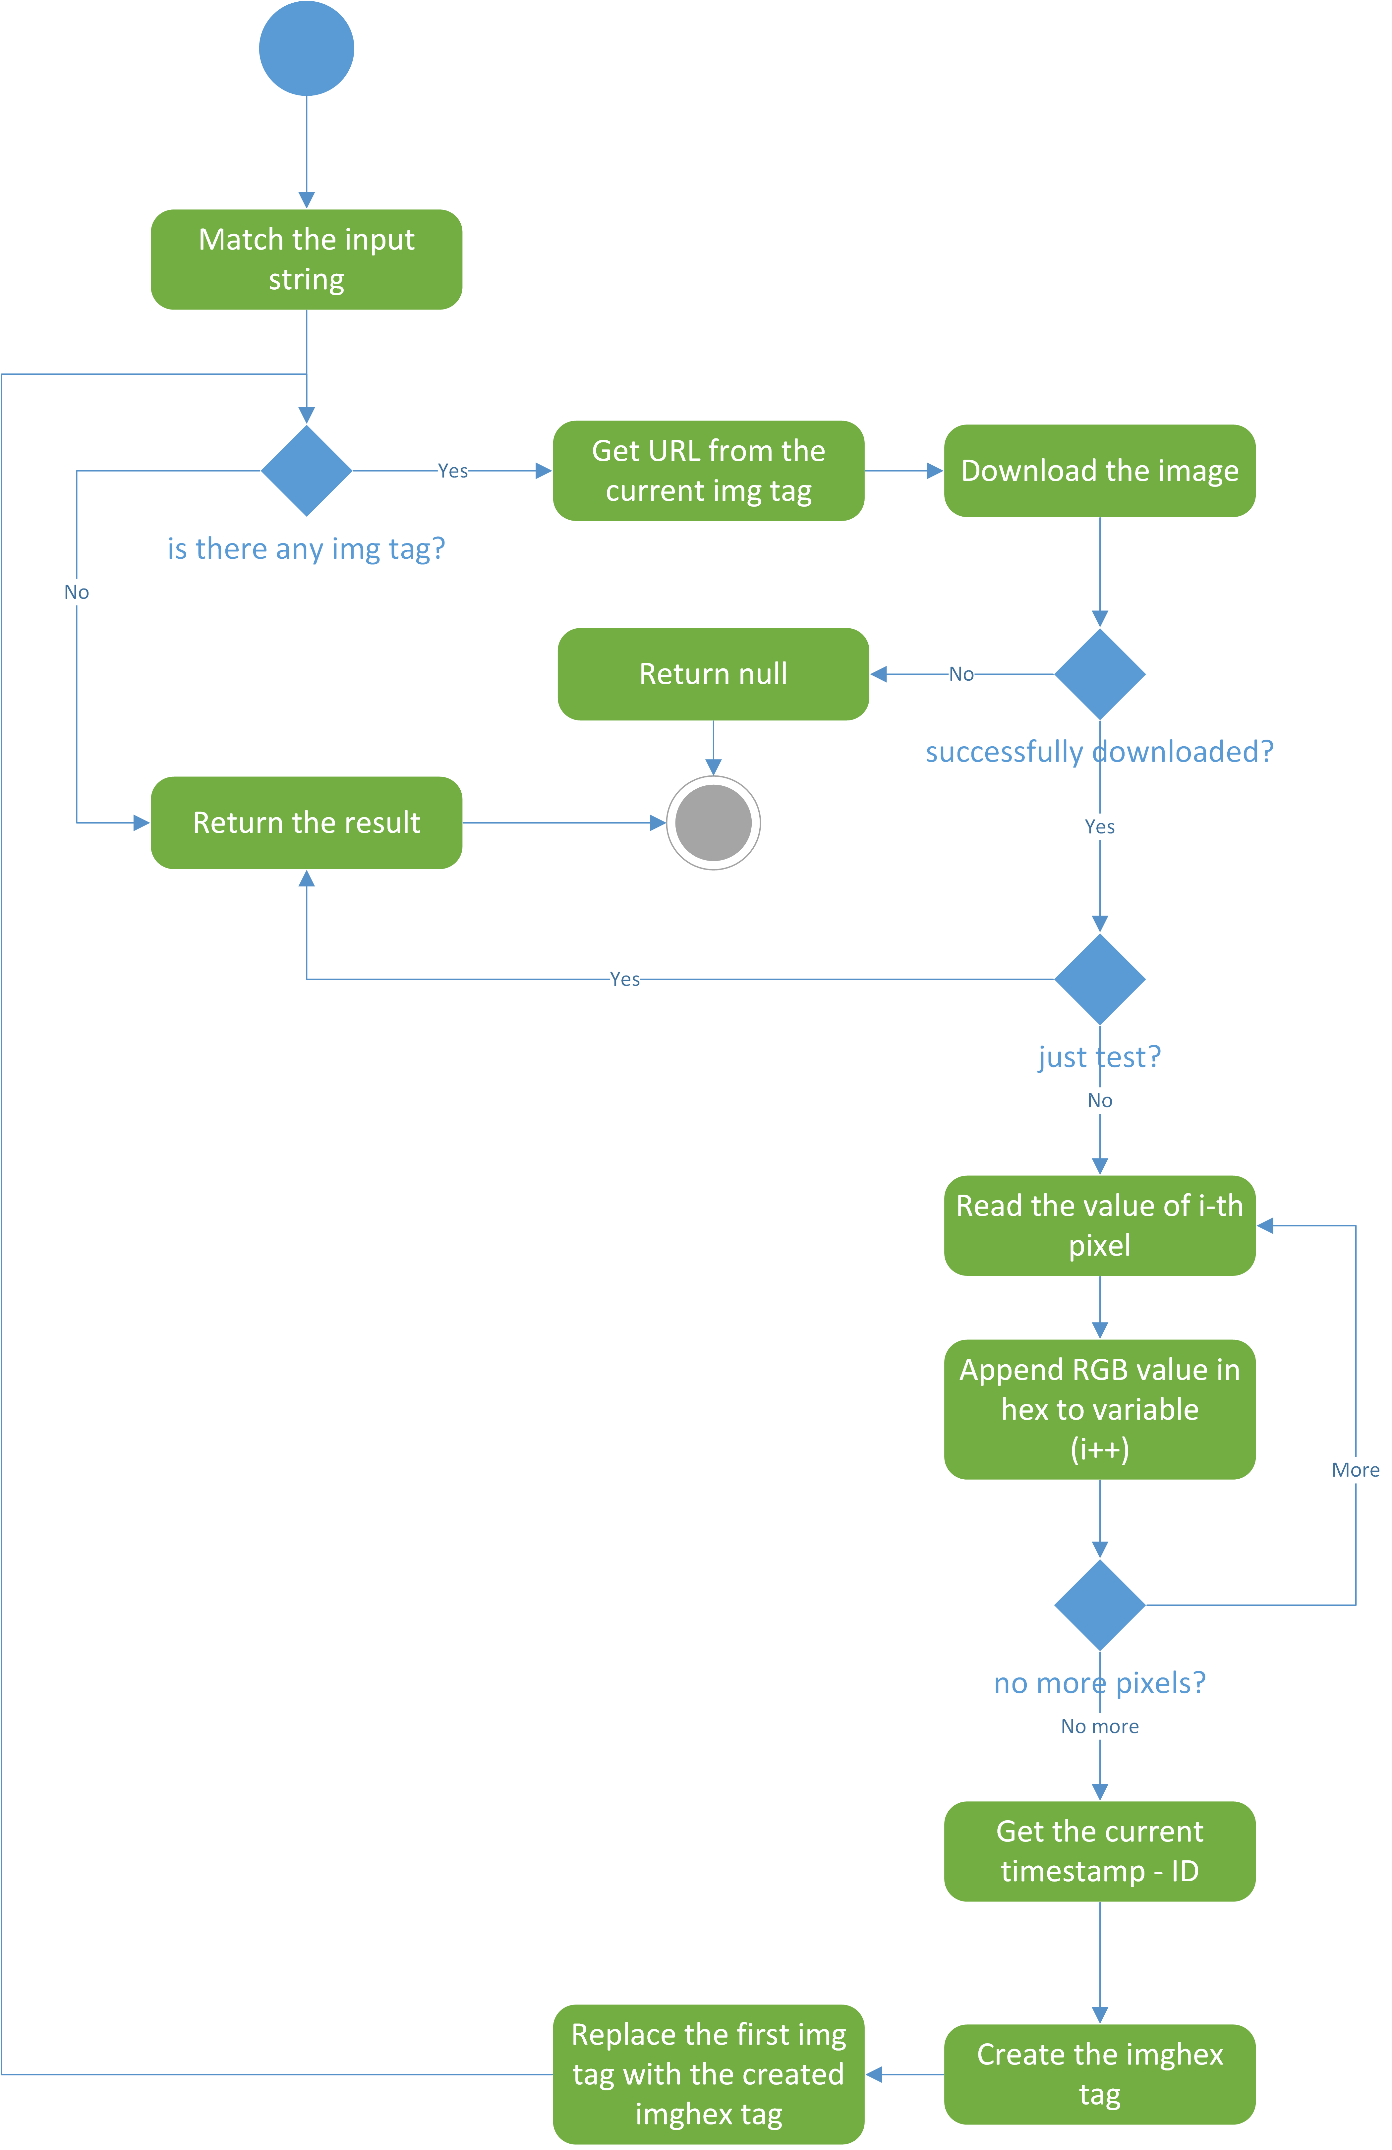 Match the input
string
Yes
Get URL from the
current img tag
Download the image
is there any img tag?
No
Return null
No
successfully downloaded?
Return the result
Yes
Yes
just test?
No
Read the value of i-th
pixel
Append RGB value in
hex to variable
(i++)
More
no more pixels?
No more
Get the current
timestamp - ID
Replace the first img
tag with the created
imghex tag
Create the imghex
tag